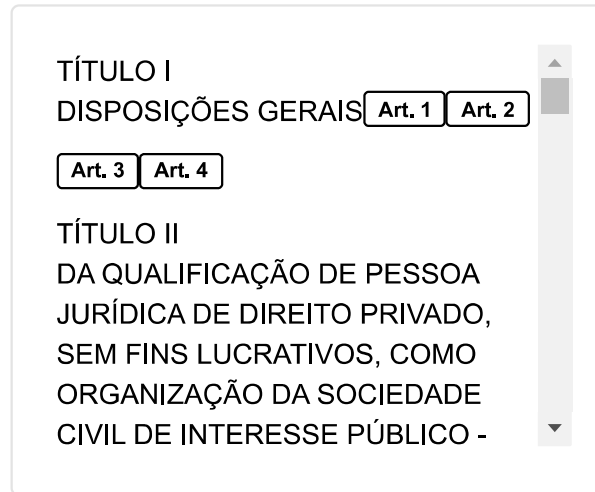 TÍTULO I
DISPOSIÇÕES GERAIS Art. 1 Art. 2
Art. 3 Art. 4
TÍTULO II
DA QUALIFICAÇÃO DE PESSOA
JURÍDICA DE DIREITO PRIVADO,
SEM FINS LUCRATIVOS, COMO
ORGANIZAÇÃO DA SOCIEDADE
CIVIL DE INTERESSE PÚBLICO -